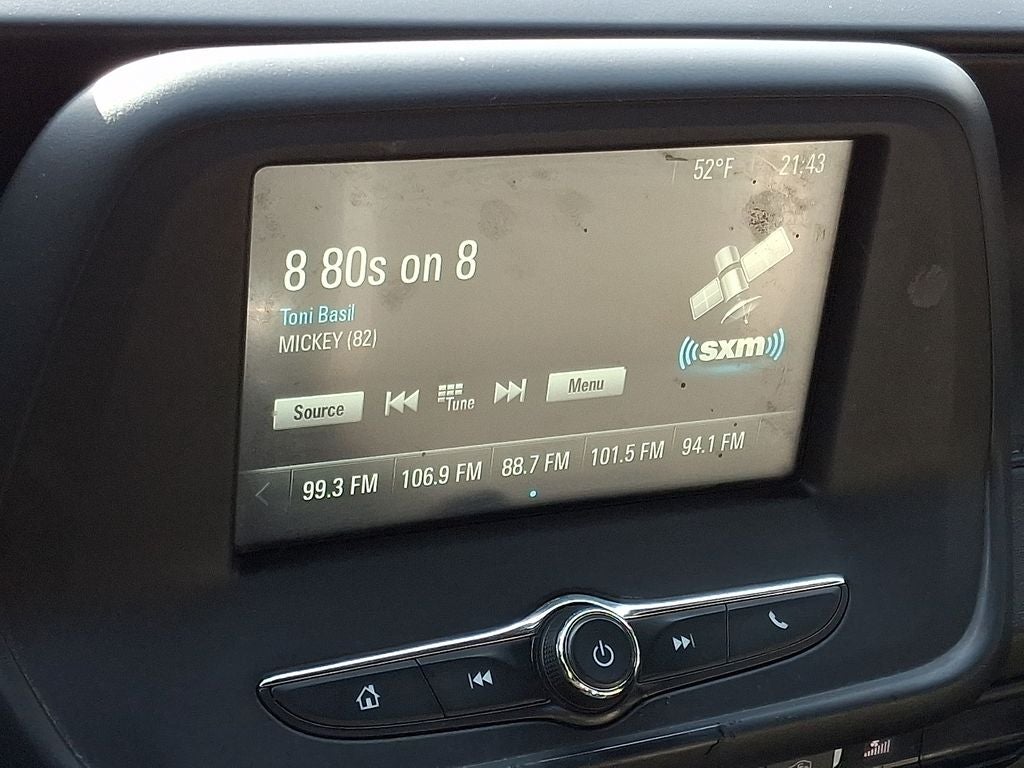 52°F 21:43
8 80s on 8
Toni Basil
MICKEY (82)
sxm
Source Tune Menu
99.3 FM 106.9 FM 88.7 FM 101.5 FM 94.1 FM